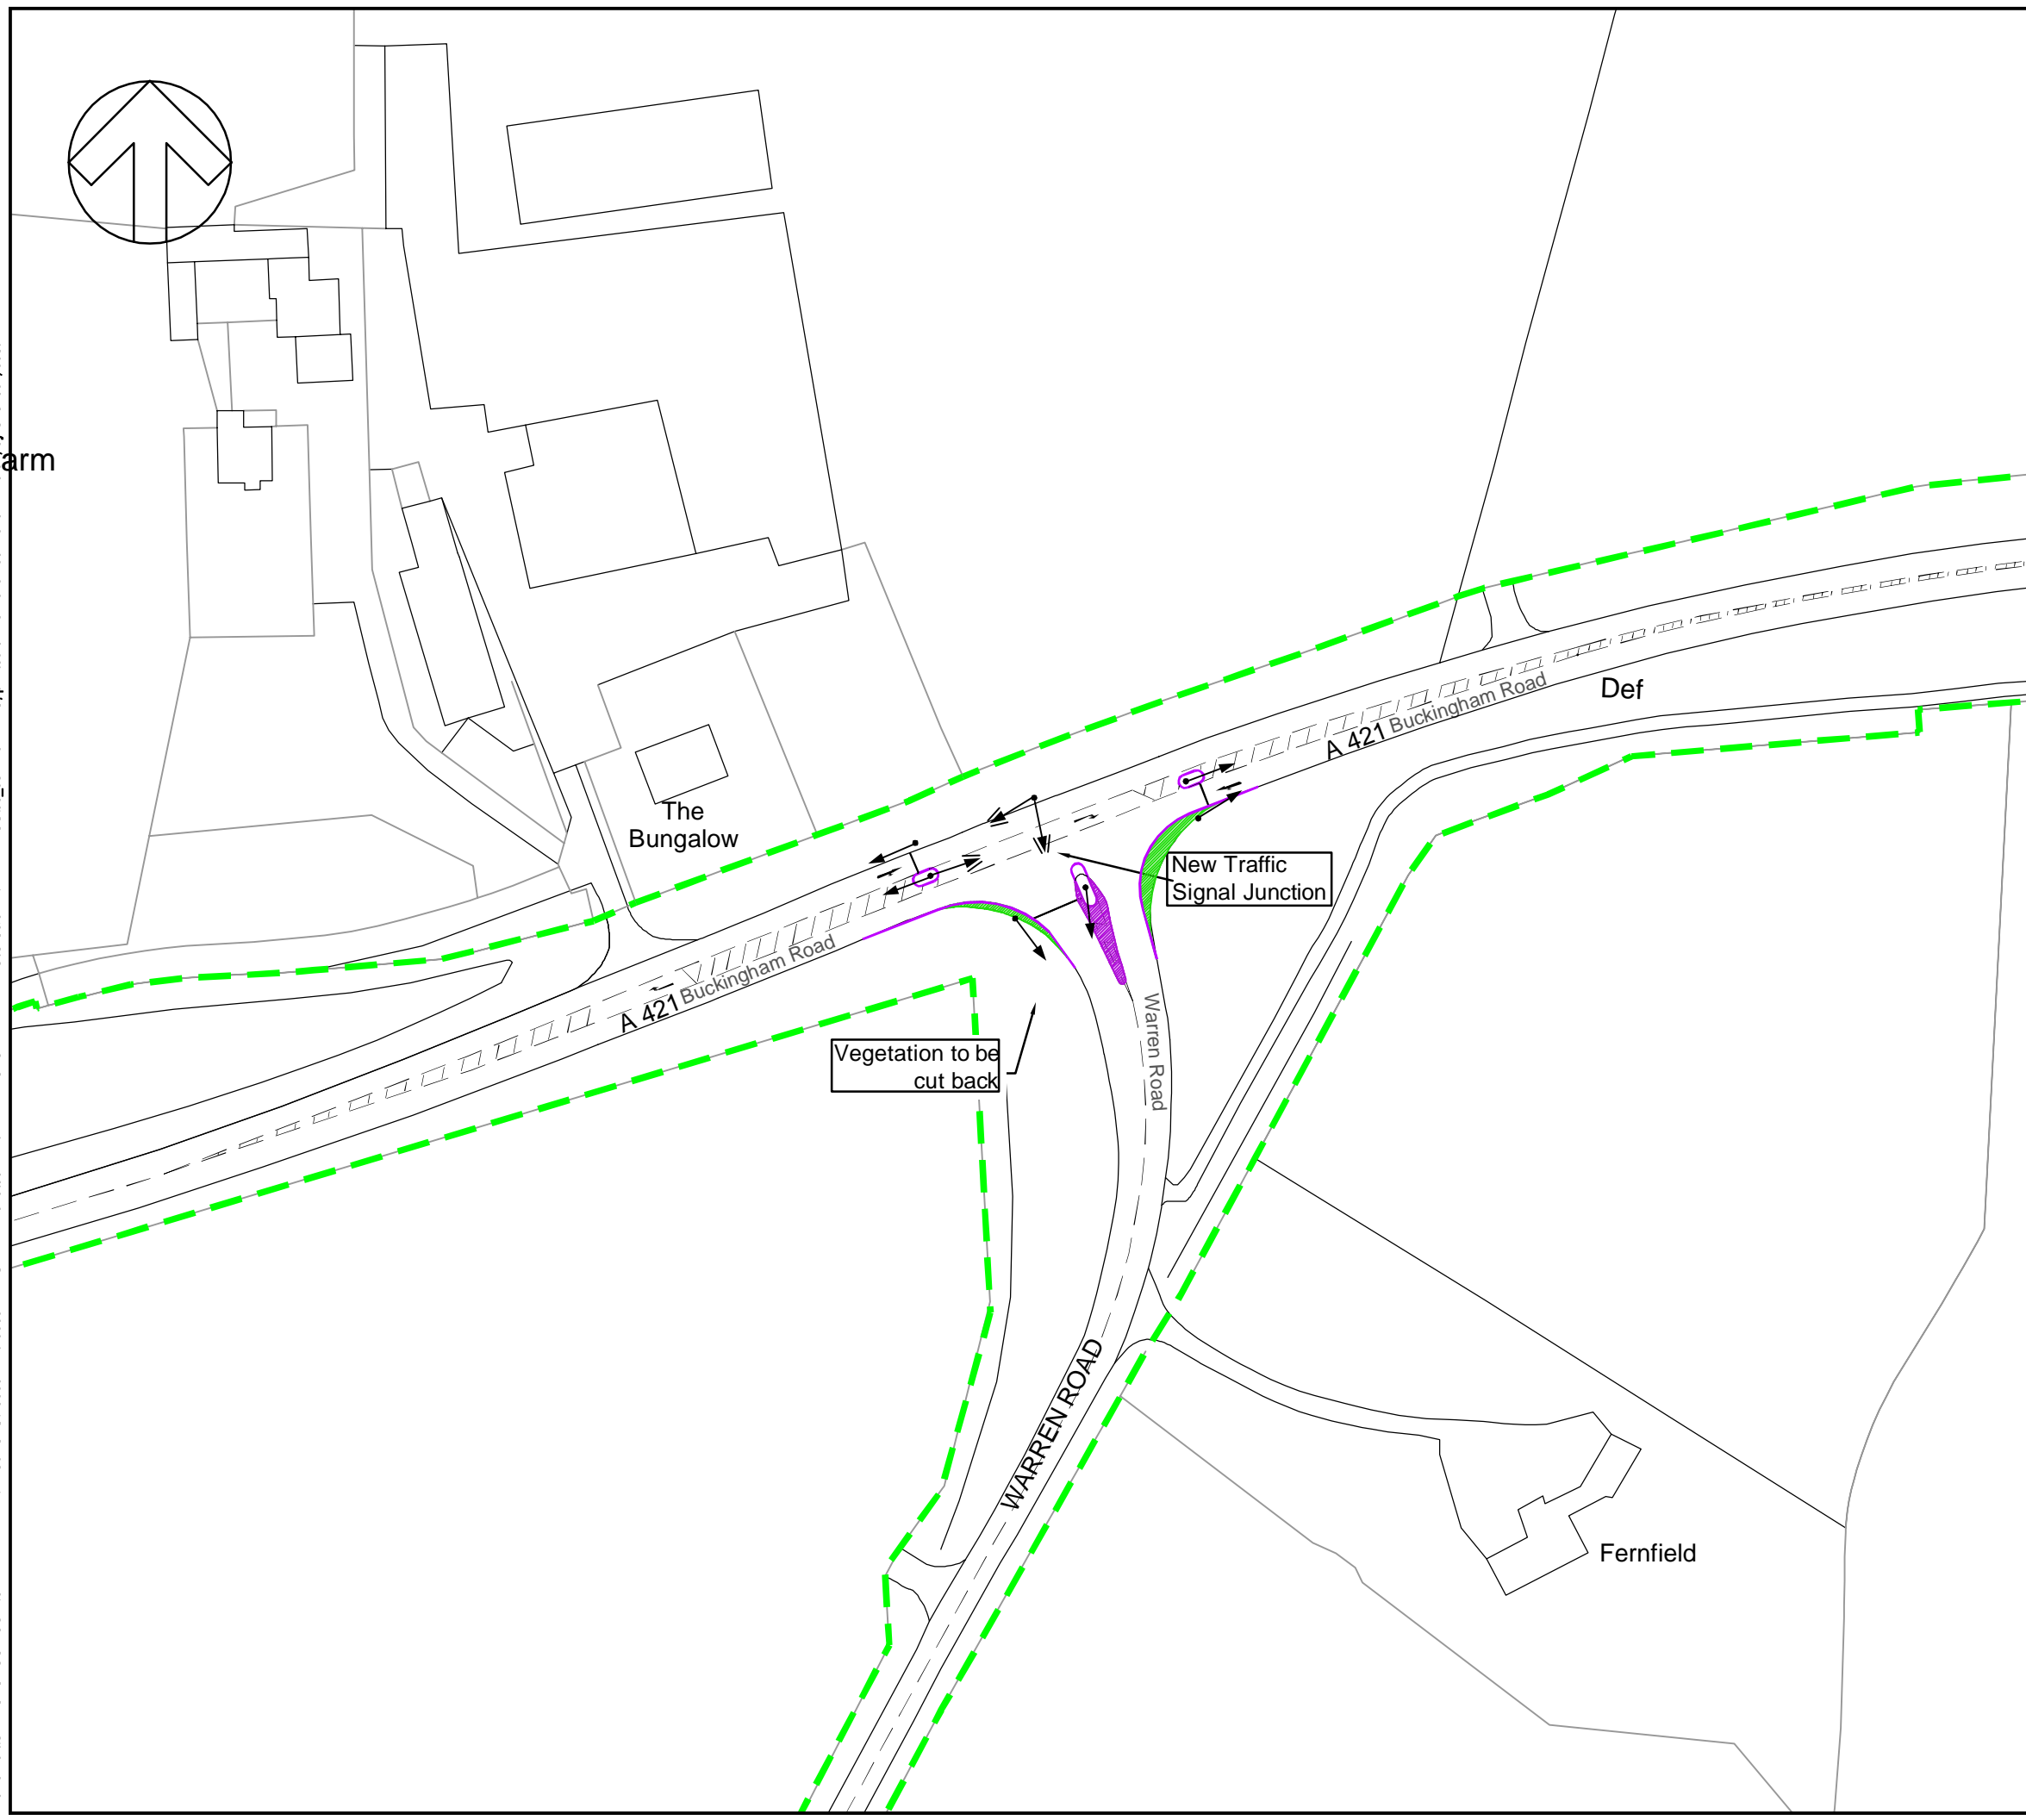 arm
Def
A 421 Buckingham Road
The
Bungalow
New Traffic
Signal Junction
A 421 Buckingham Road
Warren Road
Vegetation to be
cut back
WARREN ROAD
Fernfield